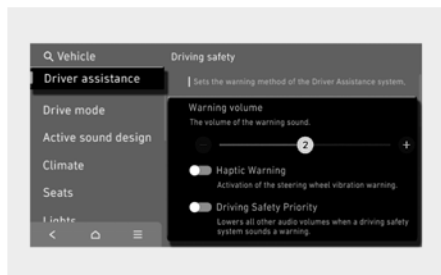 Vehicle
Driving safety
Driver assistance
Sets the warning method of the Driver Assistance system.
Drive mode
Active sound design
Climate
Seats
Lights
Warning volume
The volume of the warning sound.
2
Haptic Warning
Activation of the steering wheel vibration warning.
Driving Safety Priority
Lowers all other audio volumes when a driving safety
system sounds a warning.